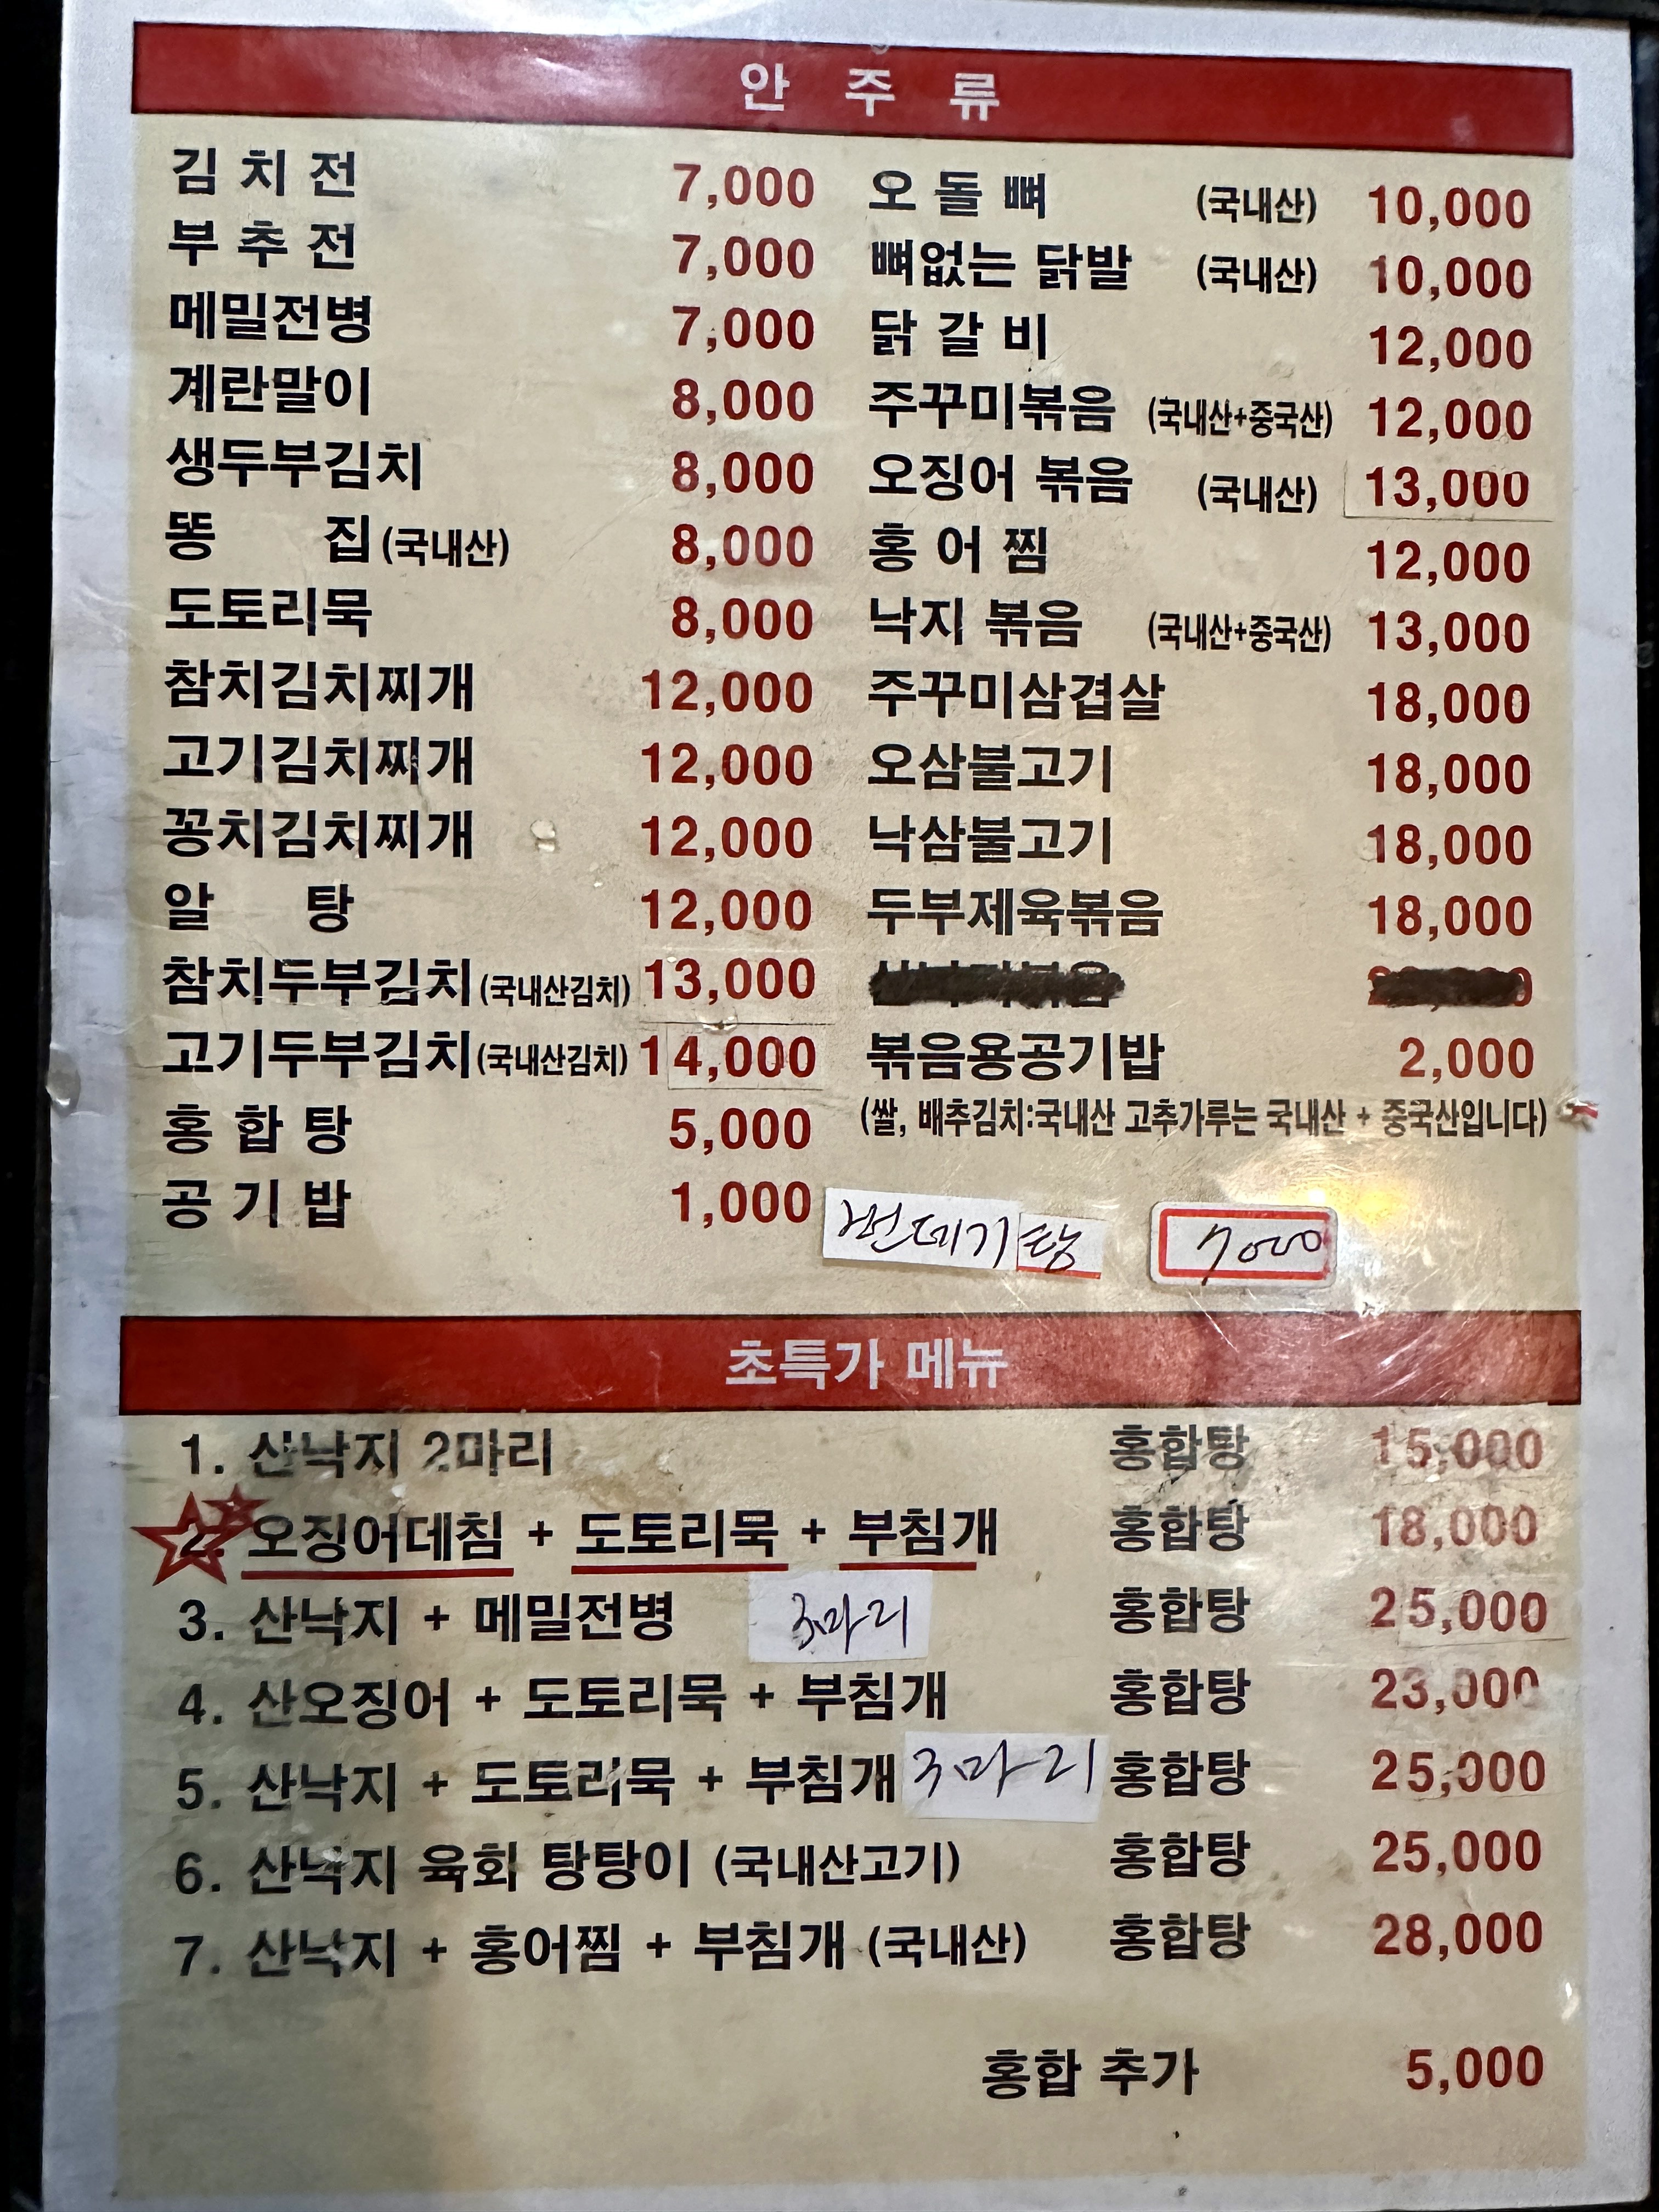 안 주 류
김 치 전 7,000
부 추 전 7,000
메밀전병 7,000
계란말이 8,000
생두부김치 8,000
똥 집 (국내산) 8,000
도토리묵 8,000
참치김치찌개 12,000
고기김치찌개 12,000
꽁치김치찌개 12,000
알 탕 12,000
참치두부김치 (국내산김치) 13,000
고기두부김치 (국내산김치) 14,000
홍 합 탕 5,000
공 기 밥 1,000
오 돌 뼈 (국내산) 10,000
뼈없는 닭발 (국내산) 10,000
닭 갈 비 12,000
주꾸미볶음 (국내산+중국산) 12,000
오징어 볶음 (국내산) 13,000
홍 어 찜 12,000
낙지 볶음 (국내산+중국산) 13,000
주꾸미삼겹살 18,000
오삼불고기 18,000
낙삼불고기 18,000
두부제육볶음 18,000
볶음용공기밥 2,000
(쌀, 배추김치:국내산 고추가루는 국내산 + 중국산입니다)
번데기탕 7000
초특가 메뉴
1. 산낙지 2마리 홍합탕 15,000
2. 오징어데침 + 도토리묵 + 부침개 홍합탕 18,000
3. 산낙지 + 메밀전병 3마리 홍합탕 25,000
4. 산오징어 + 도토리묵 + 부침개 홍합탕 23,000
5. 산낙지 + 도토리묵 + 부침개 3마리 홍합탕 25,000
6. 산낙지 육회 탕탕이 (국내산고기) 홍합탕 25,000
7. 산낙지 + 홍어찜 + 부침개 (국내산) 홍합탕 28,000
홍합 추가 5,000